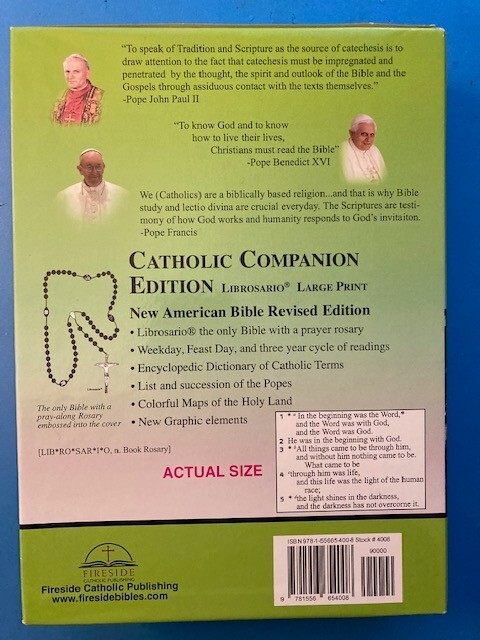 "To speak of Tradition and Scripture as the source of catechesis is to
draw attention to the fact that catechesis must be impregnated and
penetrated by the thought, the spirit and outlook of the Bible and the
Gospels through assiduous contact with the texts themselves."
-Pope John Paul II
"To know God and to know
how to live their lives,
Christians must read the Bible"
-Pope Benedict XVI
We (Catholics) are a biblically based religion...and that is why Bible
study and lectio divina are crucial everyday. The Scriptures are testi-
mony of how God works and humanity responds to God's invitaiton.
-Pope Francis
CATHOLIC COMPANION
EDITION LIBROSARIO® LARGE PRINT
New American Bible Revised Edition
• Librosario® the only Bible with a prayer rosary
• Weekday, Feast Day, and three year cycle of readings
• Encyclopedic Dictionary of Catholic Terms
• List and succession of the Popes
• Colorful Maps of the Holy Land
• New Graphic elements
The only Bible with a
pray-along Rosary
embossed into the cover
[LIB*RO*SAR*I*O, n. Book Rosary]
ACTUAL SIZE
1 * a In the beginning was the Word,*
and the Word was with God,
and the Word was God.
2 He was in the beginning with God.
3 * b All things came to be through him,
and without him nothing came to be.
What came to be
4 c through him was life,
and this life was the light of the human
race;
5 * d the light shines in the darkness,
and the darkness has not overcome it.
FIRESIDE
CATHOLIC PUBLISHING
Fireside Catholic Publishing
www.firesidebibles.com
ISBN 978-1-55665-400-8 Stock # 4008
90000
9 781556 654008